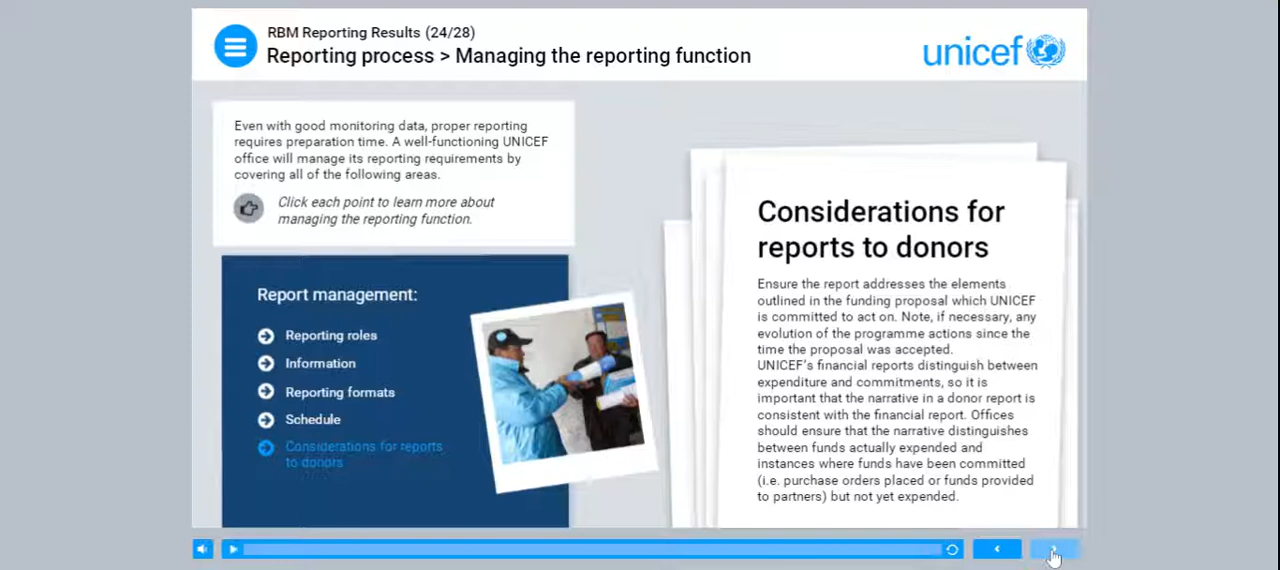 RBM Reporting Results (24/28)
Reporting process > Managing the reporting function
unicef
Even with good monitoring data, proper reporting
requires preparation time. A well-functioning UNICEF
office will manage its reporting requirements by
covering all of the following areas.
Click each point to learn more about
managing the reporting function.
Report management:
Reporting roles
Information
Reporting formats
Schedule
Considerations for reports
to donors
Considerations for
reports to donors
Ensure the report addresses the elements
outlined in the funding proposal which UNICEF
is committed to act on. Note, if necessary, any
evolution of the programme actions since the
time the proposal was accepted.
UNICEF's financial reports distinguish between
expenditure and commitments, so it is
important that the narrative in a donor report is
consistent with the financial report. Offices
should ensure that the narrative distinguishes
between funds actually expended and
instances where funds have been committed
(i.e. purchase orders placed or funds provided
to partners) but not yet expended.